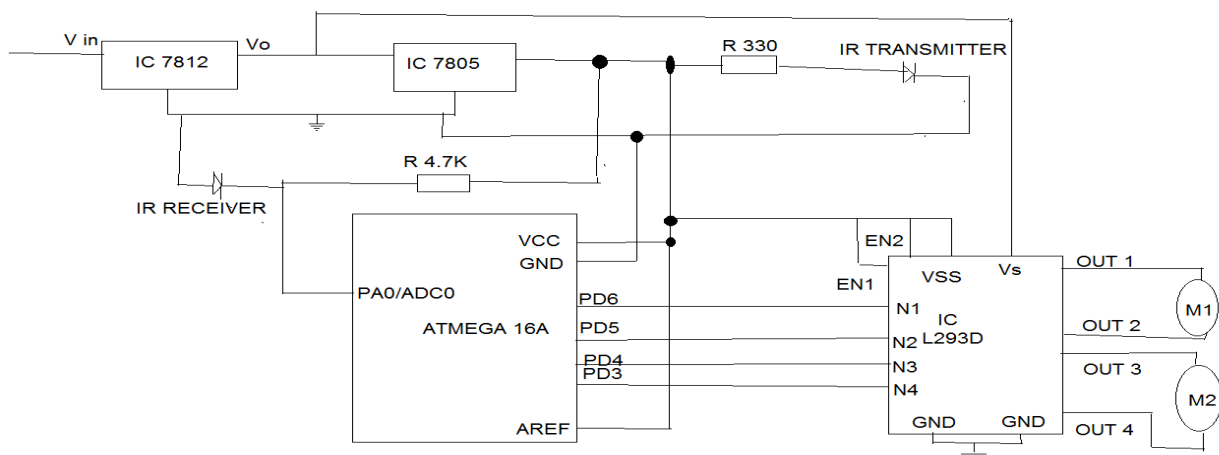 V in
IC 7812
Vo
IC 7805
R 330
IR TRANSMITTER
R 4.7K
IR RECEIVER
VCC
GND
PA0/ADC0
ATMEGA 16A
AREF
PD6
PD5
PD4
PD3
EN2
EN1
VSS
Vs
N1
IC
L293D
N2
N3
N4
GND
GND
OUT 1
OUT 2
OUT 3
OUT 4
M1
M2